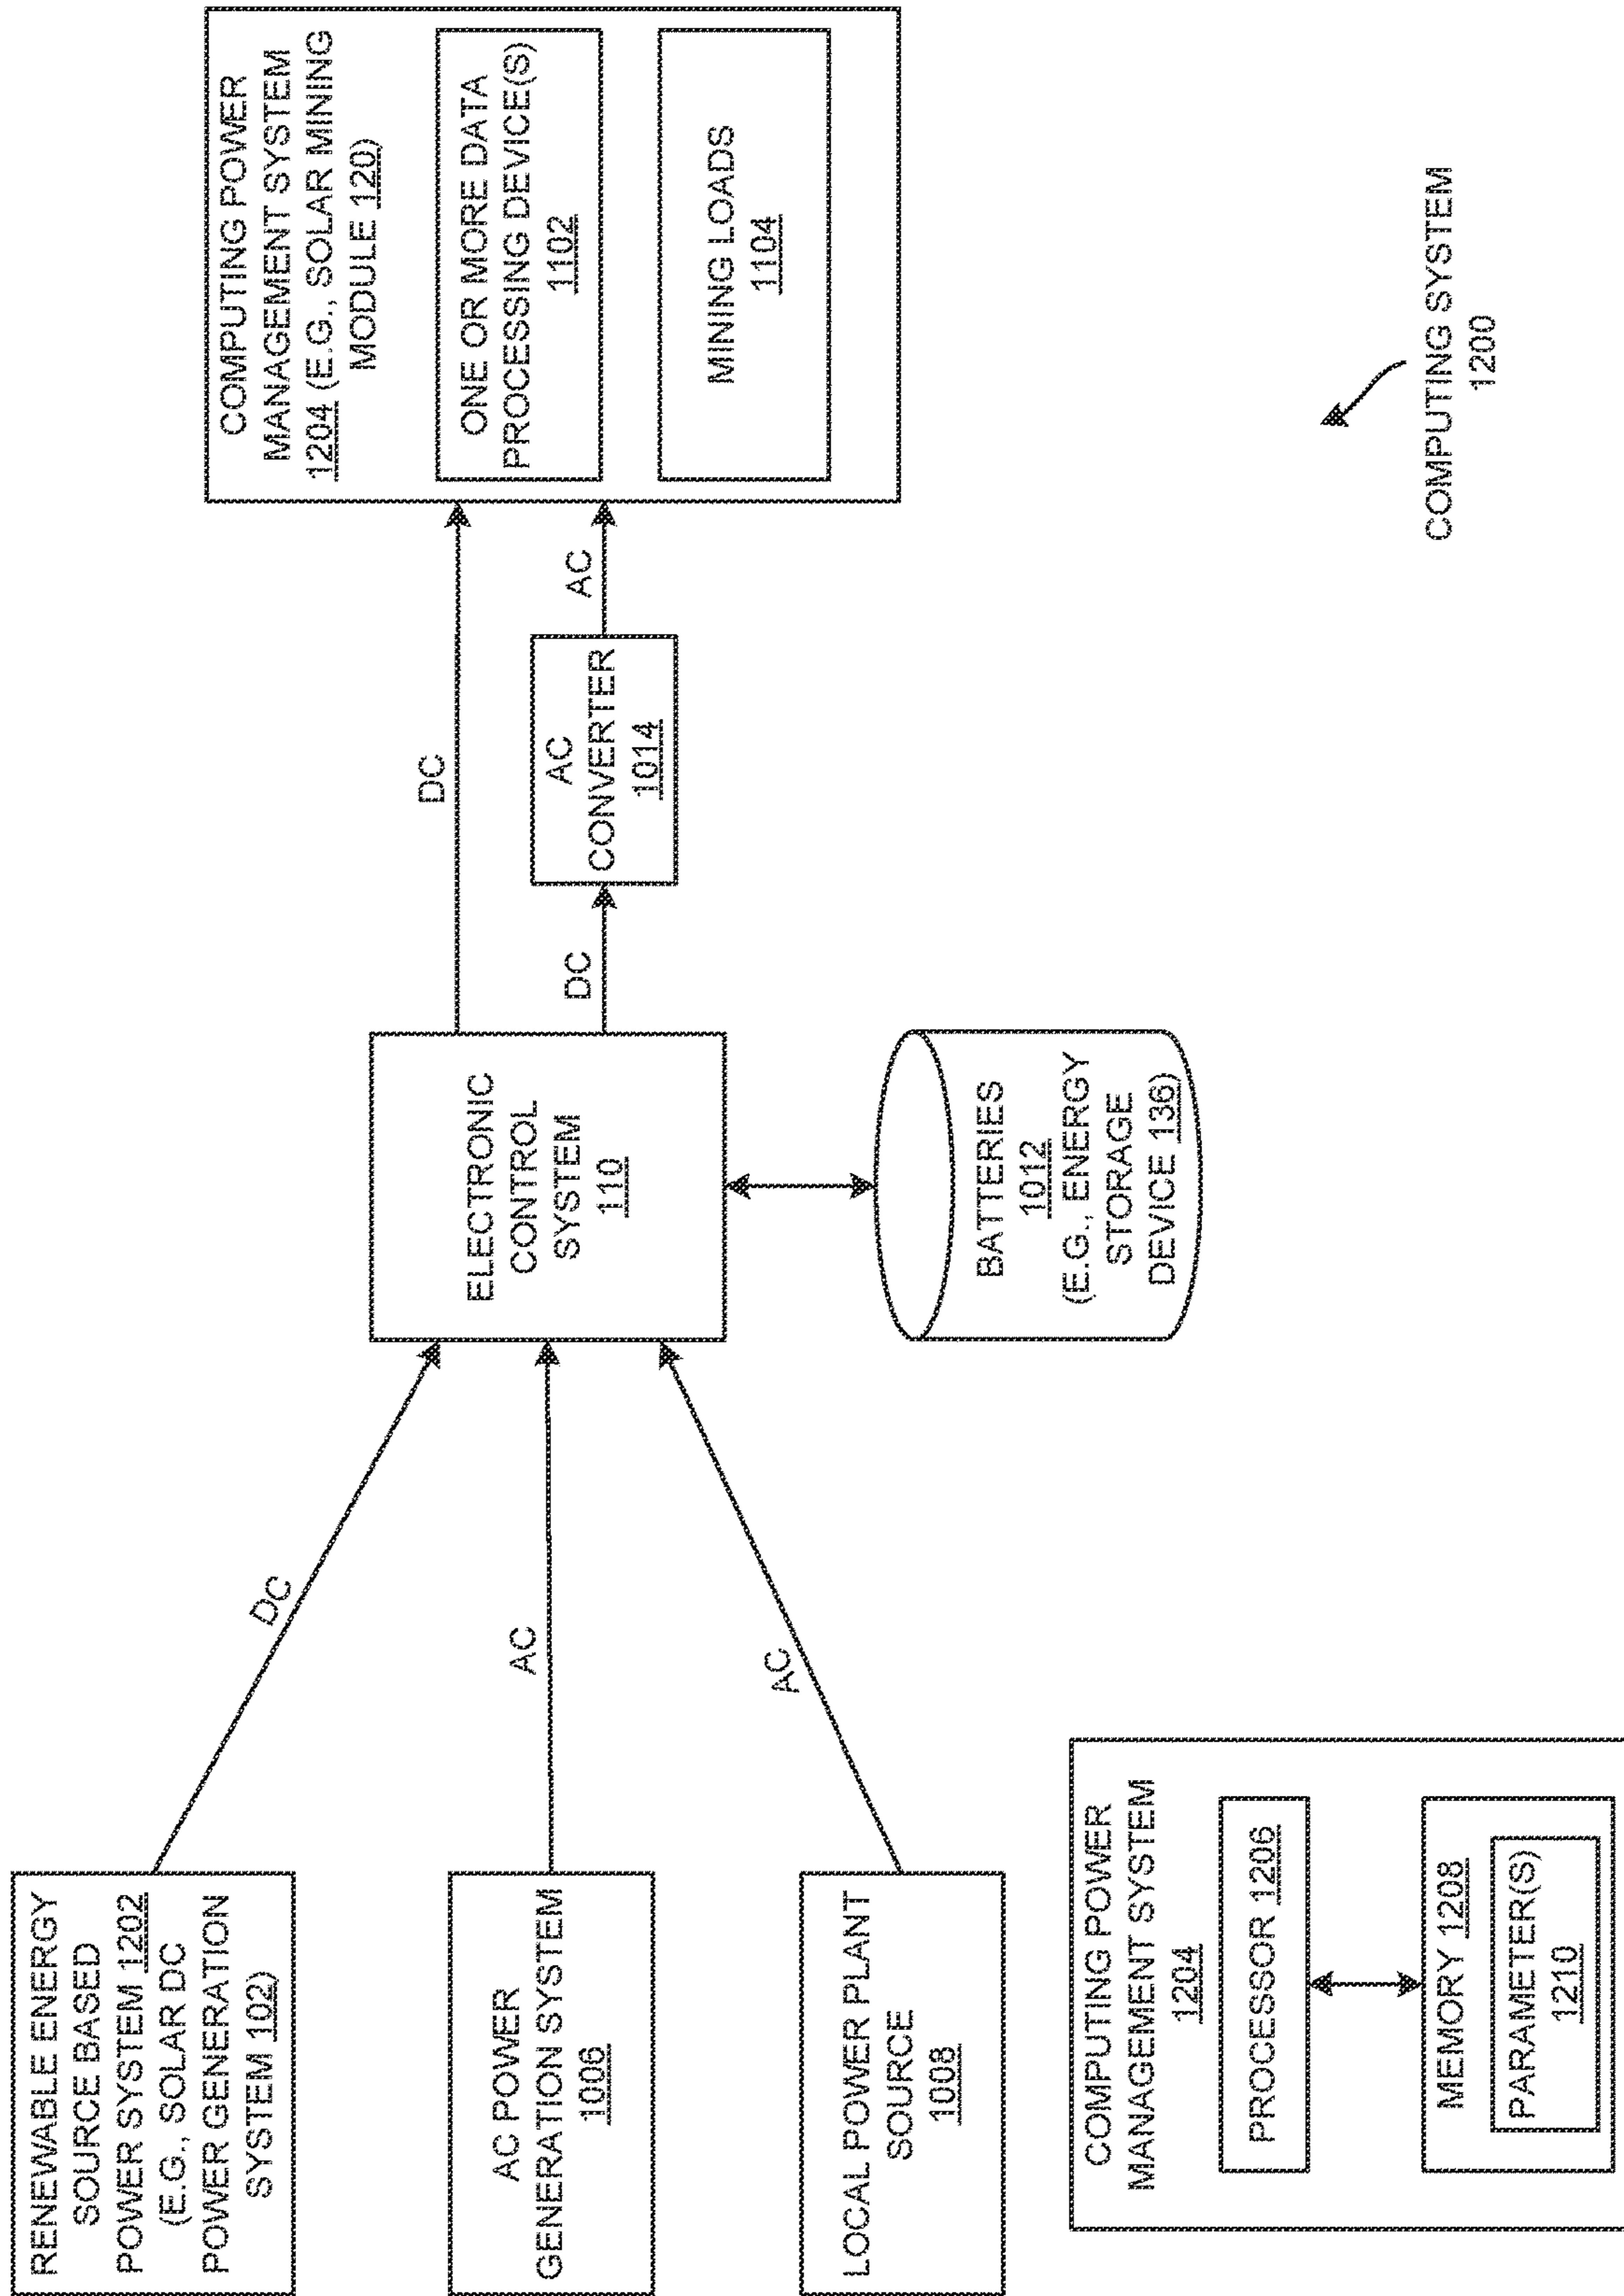 RENEWABLE ENERGY
SOURCE BASED
POWER SYSTEM 1202
(E.G., SOLAR DC
POWER GENERATION
SYSTEM 102)
DC
AC POWER
GENERATION SYSTEM
1006
AC
LOCAL POWER PLANT
SOURCE
1008
AC
ELECTRONIC
CONTROL
SYSTEM
110
BATTERIES
1012
(E.G., ENERGY
STORAGE
DEVICE 136)
DC
DC
AC
CONVERTER
1014
AC
COMPUTING POWER
MANAGEMENT SYSTEM
1204 (E.G., SOLAR MINING
MODULE 120)
ONE OR MORE DATA
PROCESSING DEVICE(S)
1102
MINING LOADS
1104
COMPUTING POWER
MANAGEMENT SYSTEM
1204
PROCESSOR 1206
MEMORY 1208
PARAMETER(S)
1210
COMPUTING SYSTEM
1200